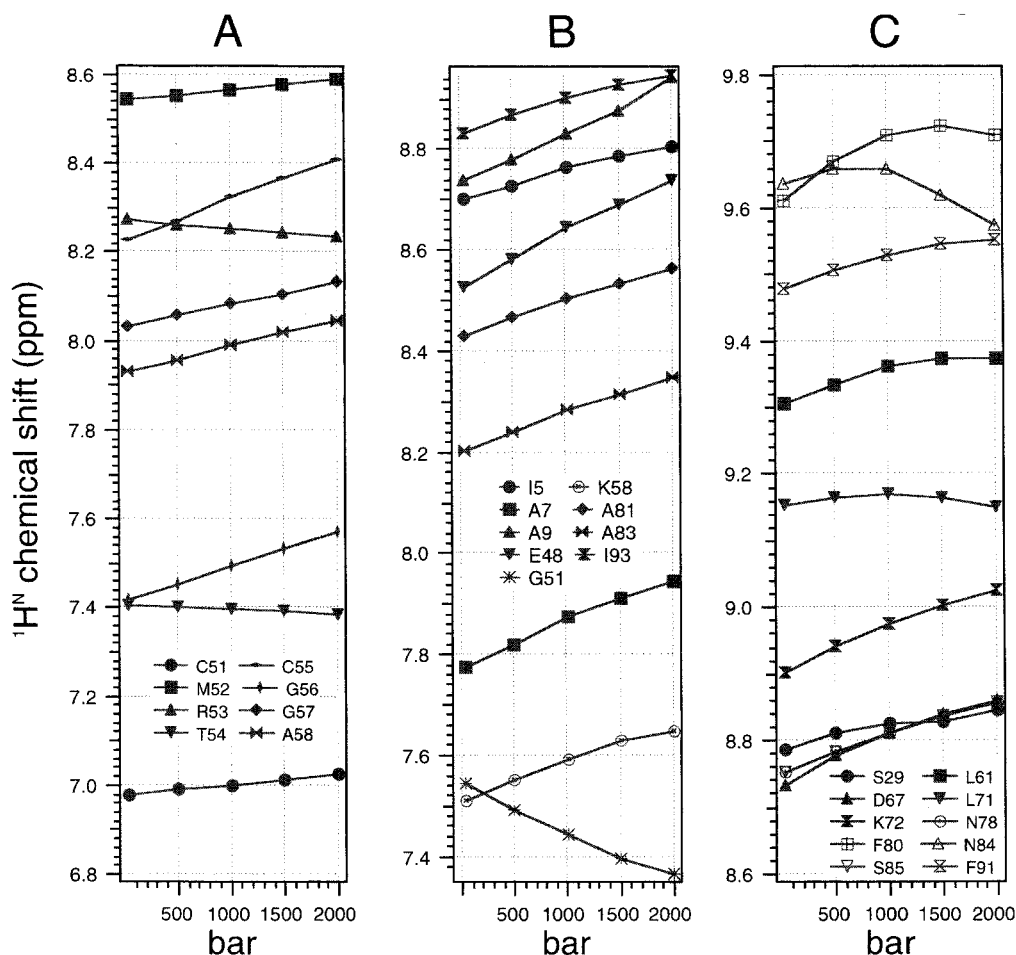 A
B
C
¹Hᴺ chemical shift (ppm)
8.6
8.4
8.2
8.0
7.8
7.6
7.4
7.2
7.0
6.8
C51
C55
M52
G56
R53
G57
T54
A58
500
1000
1500
2000
bar
8.8
8.6
8.4
8.2
8.0
7.8
7.6
7.4
I5
K58
A7
A81
A9
A83
E48
I93
G51
500
1000
1500
2000
bar
9.8
9.6
9.4
9.2
9.0
8.8
8.6
S29
L61
D67
L71
K72
N78
F80
N84
S85
F91
500
1000
1500
2000
bar